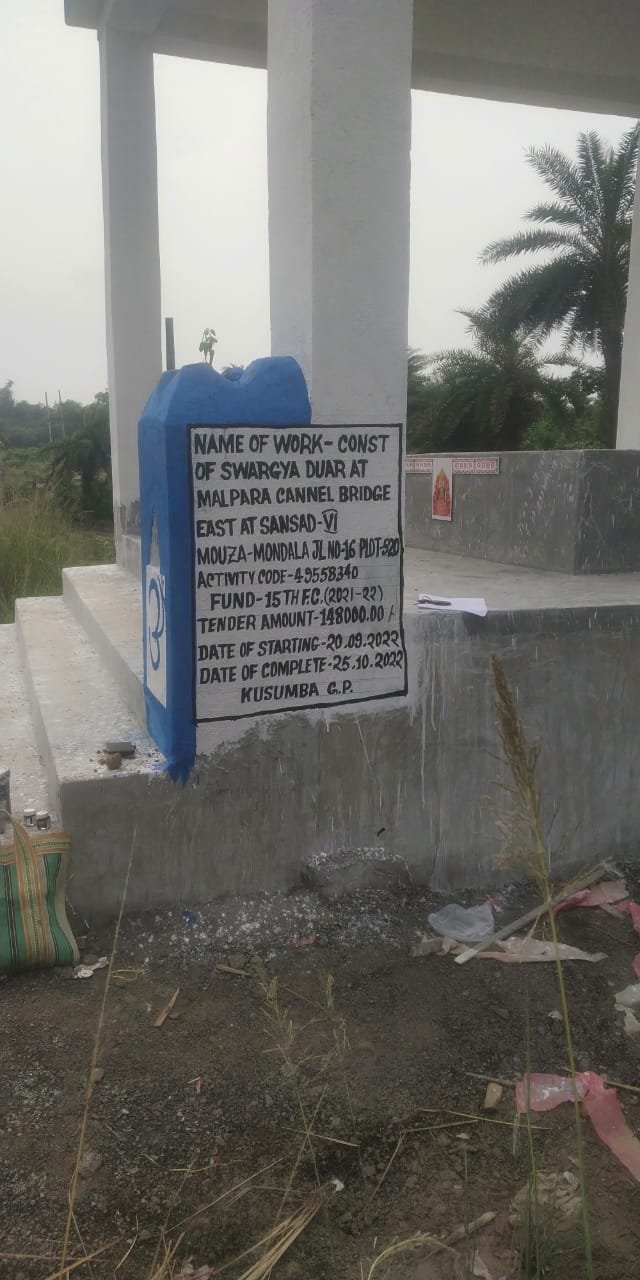 NAME OF WORK- CONST
OF SWARGYA DUAR AT
MALPARA CANNEL BRIDGE
EAST AT SANSAD-VI
MOUZA-MONDALA JL NO-16 PLOT-520
ACTIVITY CODE-49558340
FUND-15TH F.C.(2021-22)
TENDER AMOUNT-148000.00/
DATE OF STARTING-20.09.2022
DATE OF COMPLETE-25.10.2022
KUSUMBA G.P.